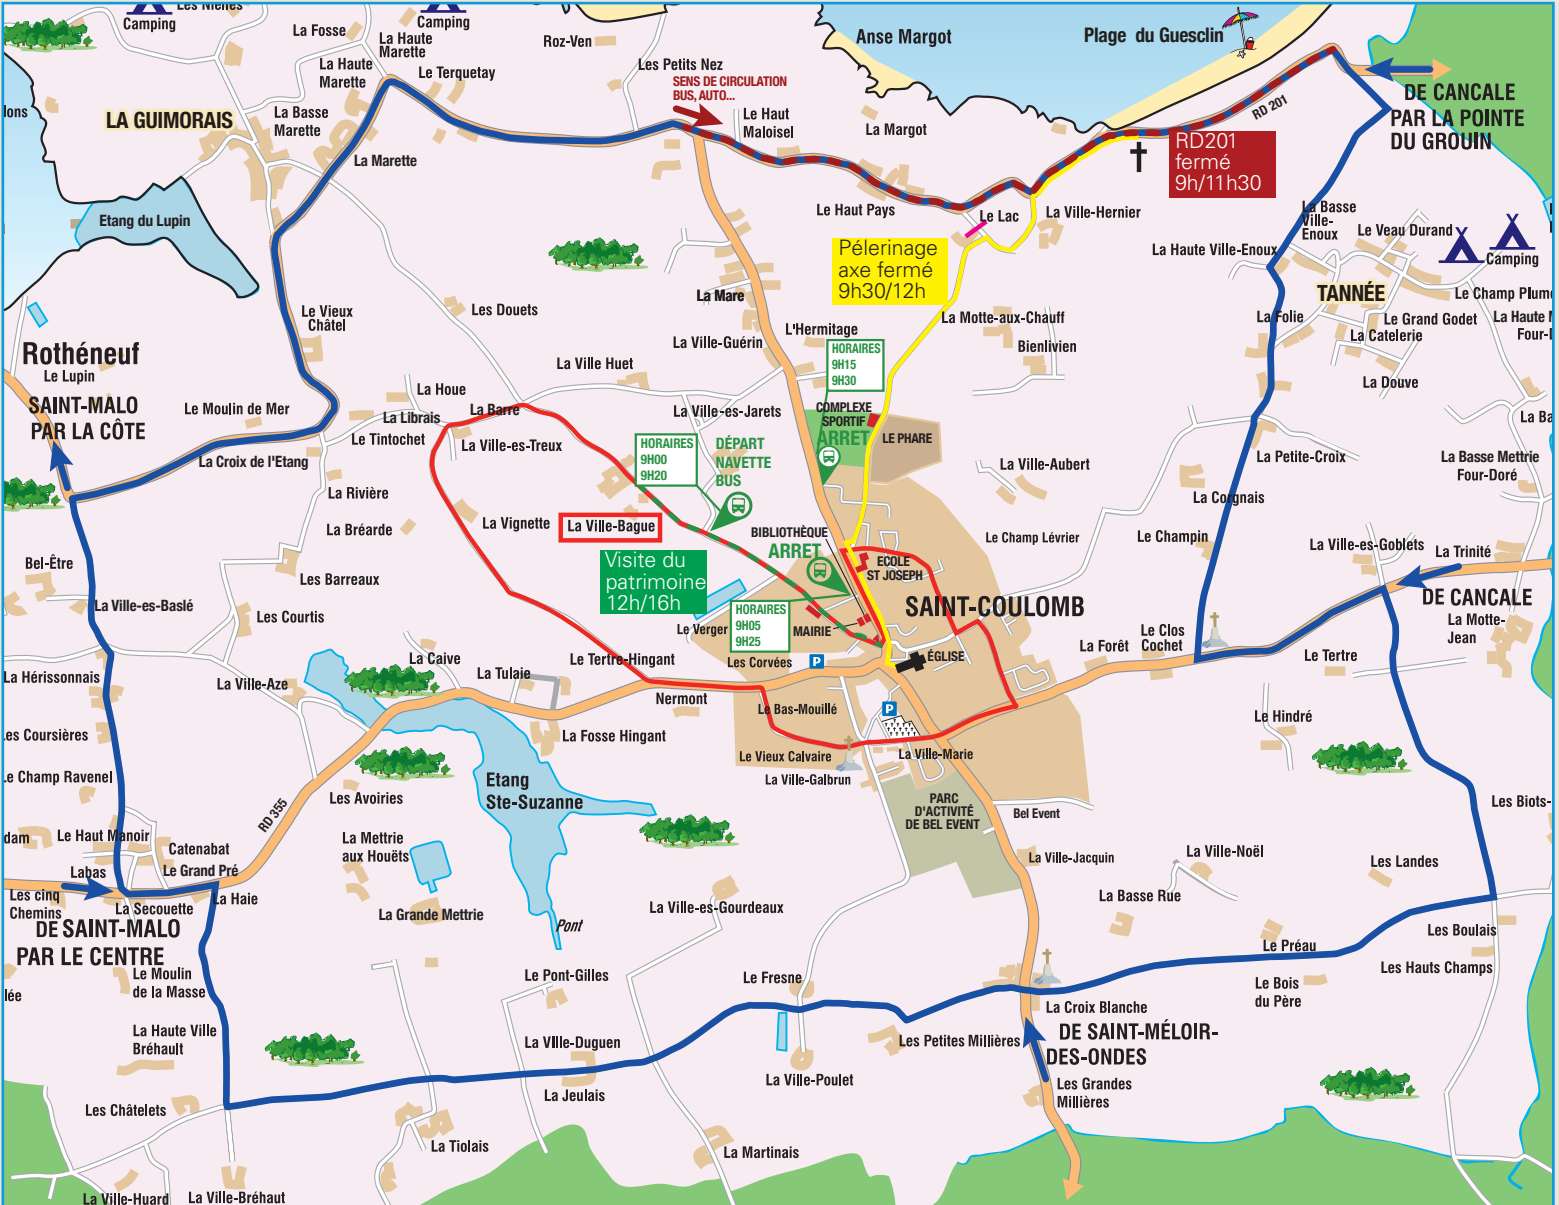 Les Nielles
Camping
La Fosse
Camping
La Haute
Marette
La Haute
Marette
Le Terquetay
Roz-Ven
Les Petits Nez
SENS DE CIRCULATION
BUS, AUTO...
Anse Margot
Plage du Guesclin
LA GUIMORAIS
La Basse
Marette
La Marette
Le Haut
Maloisel
La Margot
RD 201
DE CANCALE
PAR LA POINTE
DU GROUIN
RD201
fermé
9h/11h30
Etang du Lupin
Le Haut Pays
Le Lac
La Ville-Hernier
La Basse
Ville-
Enoux
Le Veau Durand
La Haute Ville-Enoux
Camping
Pélerinage
axe fermé
9h30/12h
La Mare
TANNÉE
Le Champ Plume
Le Vieux
Châtel
Les Douets
L'Hermitage
La Motte-aux-Chauff
La Folie
Le Grand Godet
La Catelerie
La Ville-Guérin
Bienlivien
Rothéneuf
Le Lupin
La Ville Huet
HORAIRES
9H15
9H30
La Douve
SAINT-MALO
PAR LA CÔTE
La Houe
Le Moulin de Mer
La Librais
La Barre
La Ville-es-Jarets
COMPLEXE
SPORTIF
ARRET
LE PHARE
Le Tintochet
La Ville-es-Treux
HORAIRES
9H00
9H20
DÉPART
NAVETTE
BUS
La Croix de l'Etang
La Ville-Aubert
La Petite-Croix
La Basse Mettrie
Four-Doré
La Rivière
La Corgnais
La Bréarde
La Vignette
La Ville-Bague
BIBLIOTHÈQUE
ARRET
Le Champ Lévrier
Le Champin
La Ville-es-Goblets
La Trinité
Bel-Être
Visite du
patrimoine
12h/16h
ECOLE
ST JOSEPH
Les Barreaux
La Ville-es-Baslé
SAINT-COULOMB
DE CANCALE
Les Courtis
HORAIRES
9H05
9H25
Le Verger
MAIRIE
La Motte-
Jean
Le Clos
Cochet
La Forêt
La Caive
Le Tertre-Hingant
Les Corvées
P
ÉGLISE
Le Tertre
La Hérissonnais
La Ville-Aze
La Tulaie
Nermont
Le Bas-Mouillé
P
Le Hindré
La Fosse Hingant
Le Vieux Calvaire
La Ville-Marie
La Ville-Galbrun
Etang
Ste-Suzanne
Les Avoiries
RD 355
PARC
D'ACTIVITÉ
DE BEL EVENT
Bel Event
Les Biots-
Le Haut Manoir
La Mettrie
aux Houëts
Catenabat
Labas
Le Grand Pré
La Ville-Jacquin
La Ville-Noël
Les Landes
Les cinq
Chemins
La Secouette
La Haie
La Basse Rue
DE SAINT-MALO
PAR LE CENTRE
La Grande Mettrie
La Ville-es-Gourdeaux
Pont
Les Boulais
Le Préau
Le Moulin
de la Masse
Le Pont-Gilles
Le Fresne
Les Hauts Champs
Le Bois
du Père
La Croix Blanche
La Haute Ville
Bréhault
La VIlle-Duguen
Les Petites Millières
DE SAINT-MÉLOIR-
DES-ONDES
La Ville-Poulet
La Jeulais
Les Grandes
Millières
Les Châtelets
La Tiolais
La Martinais
La Ville-Huard
La Ville-Bréhaut